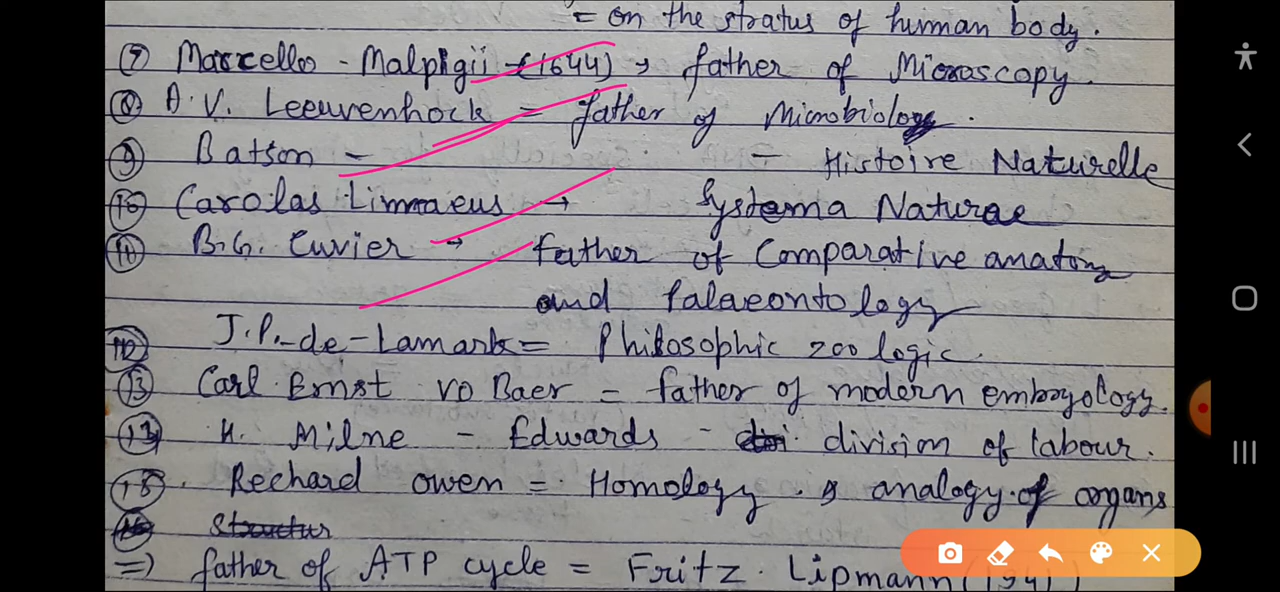 = on the stratus of human body.
⑦ Marcello - Malpigii - (1644) → father of Microscopy.
⑧ A.V. Leeuvenhock = father of Microbiology.
⑨ Batson - - Histoire Naturelle
⑩ Carolas Linnaeus → Systema Naturae
⑪ B.G. Cuvier → father of Comparative anatomy
and Palaeontology
⑫ J.P.-de-Lamark = Philosophic zoologic.
⑬ Carl Ernst vo Baer = father of modern embryology.
H. Milne - Edwards - division of labour.
⑮ Rechard owen = Homology & analogy of organs
⇒ father of ATP cycle = Fritz. Lipmann (1941)